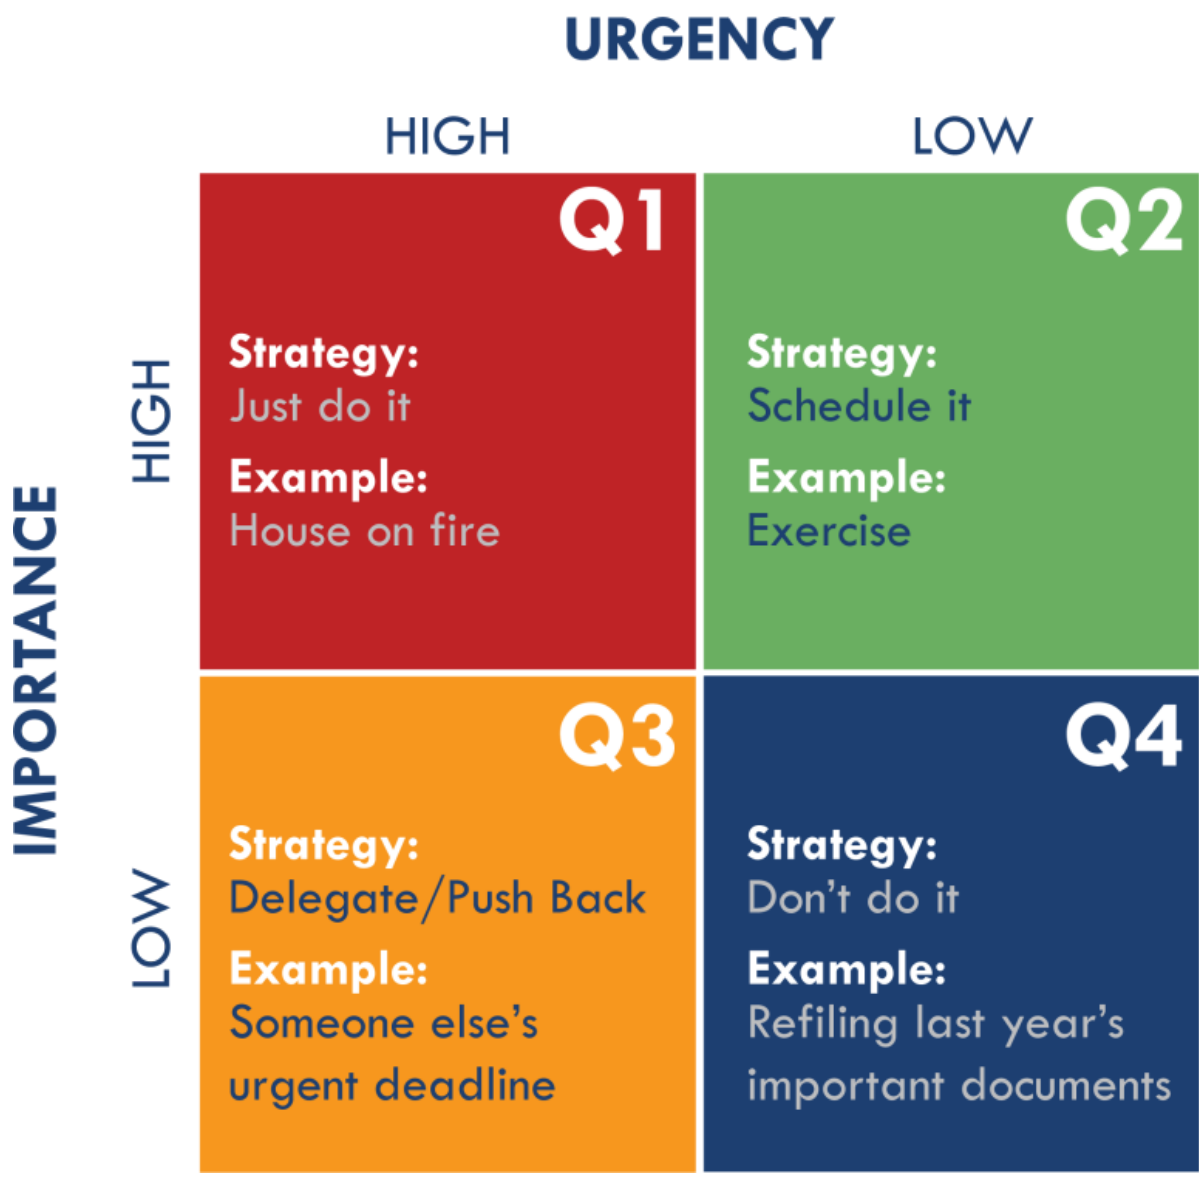 URGENCY
HIGH
LOW
IMPORTANCE
HIGH
Q1
Strategy:
Just do it
Example:
House on fire
Q2
Strategy:
Schedule it
Example:
Exercise
LOW
Q3
Strategy:
Delegate/Push Back
Example:
Someone else's
urgent deadline
Q4
Strategy:
Don't do it
Example:
Refiling last year's
important documents